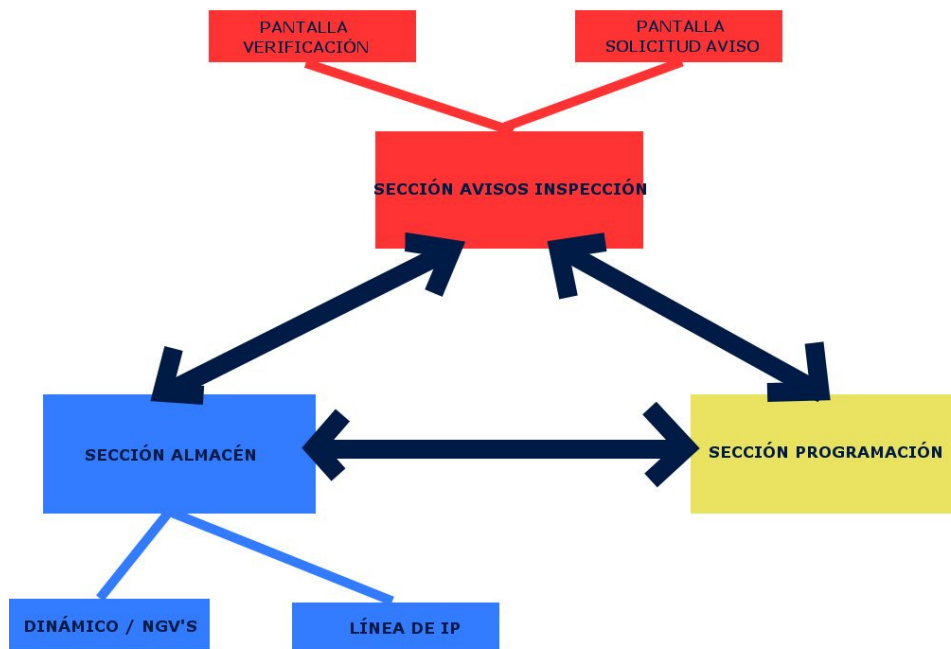 PANTALLA
VERIFICACIÓN
PANTALLA
SOLICITUD AVISO
SECCIÓN AVISOS INSPECCIÓN
SECCIÓN ALMACÉN
SECCIÓN PROGRAMACIÓN
DINÁMICO / NGV'S
LÍNEA DE IP